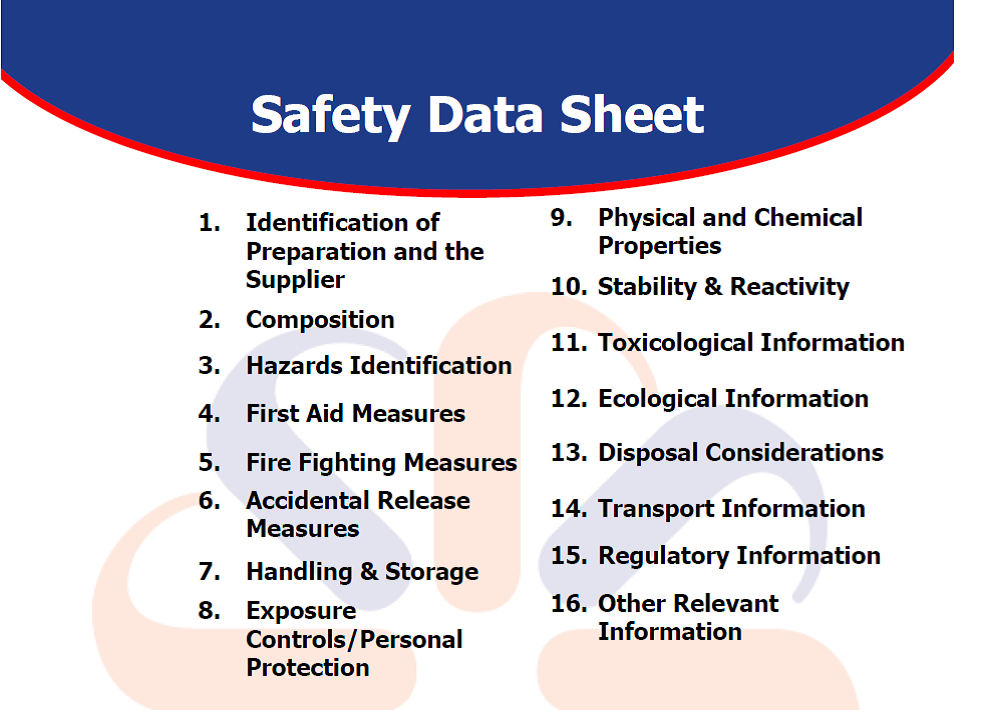 Safety Data Sheet
1. Identification of
Preparation and the
Supplier
2. Composition
3. Hazards Identification
4. First Aid Measures
5. Fire Fighting Measures
6. Accidental Release
Measures
7. Handling & Storage
8. Exposure
Controls/Personal
Protection
9. Physical and Chemical
Properties
10. Stability & Reactivity
11. Toxicological Information
12. Ecological Information
13. Disposal Considerations
14. Transport Information
15. Regulatory Information
16. Other Relevant
Information